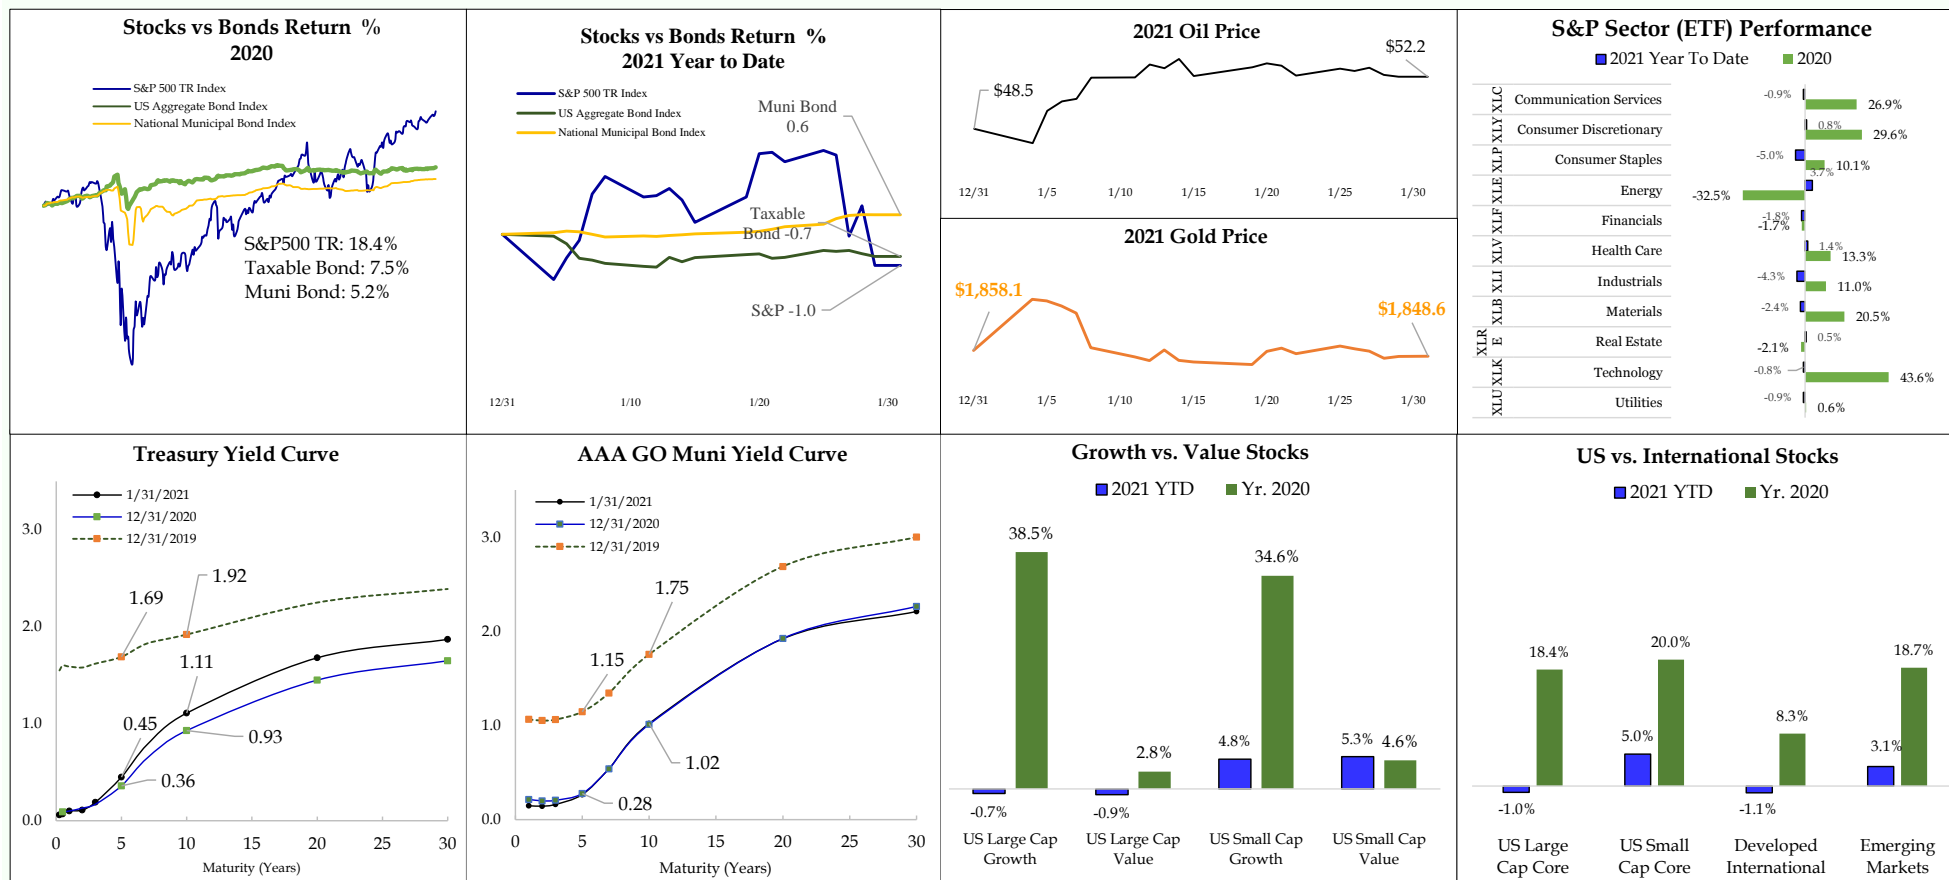 Stocks vs Bonds Return %
2020
S&P 500 TR Index
US Aggregate Bond Index
National Municipal Bond Index
S&P500 TR: 18.4%
Taxable Bond: 7.5%
Muni Bond: 5.2%
Stocks vs Bonds Return %
2021 Year to Date
S&P 500 TR Index
US Aggregate Bond Index
National Municipal Bond Index
Muni Bond
0.6
Taxable
Bond -0.7
S&P -1.0
12/31 1/10 1/20 1/30
2021 Oil Price
$52.2
$48.5
12/31 1/5 1/10 1/15 1/20 1/25 1/30
2021 Gold Price
$1,858.1
$1,848.6
12/31 1/5 1/10 1/15 1/20 1/25 1/30
S&P Sector (ETF) Performance
2021 Year To Date 2020
XLC Communication Services -0.9% 26.9%
XLY Consumer Discretionary 0.8% 29.6%
XLP Consumer Staples -5.0% 10.1%
XLE Energy 3.7% -32.5%
XLF Financials -1.8% -1.7%
XLV Health Care 1.4% 13.3%
XLI Industrials -4.3% 11.0%
XLB Materials -2.4% 20.5%
XLR
E Real Estate 0.5% -2.1%
XLK Technology -0.8% 43.6%
XLU Utilities -0.9% 0.6%
Treasury Yield Curve
1/31/2021
12/31/2020
12/31/2019
3.0
2.0
1.0
0.0
1.92
1.69
1.11
0.45
0.93
0.36
0 5 10 15 20 25 30
Maturity (Years)
AAA GO Muni Yield Curve
1/31/2021
12/31/2020
12/31/2019
3.0
2.0
1.0
0.0
1.75
1.15
1.02
0.28
0 5 10 15 20 25 30
Maturity (Years)
Growth vs. Value Stocks
2021 YTD Yr. 2020
38.5%
34.6%
2.8%
4.8%
5.3%
4.6%
-0.7%
-0.9%
US Large Cap
Growth
US Large Cap
Value
US Small Cap
Growth
US Small Cap
Value
US vs. International Stocks
2021 YTD Yr. 2020
18.4%
20.0%
18.7%
5.0%
8.3%
3.1%
-1.0%
-1.1%
US Large
Cap Core
US Small
Cap Core
Developed
International
Emerging
Markets